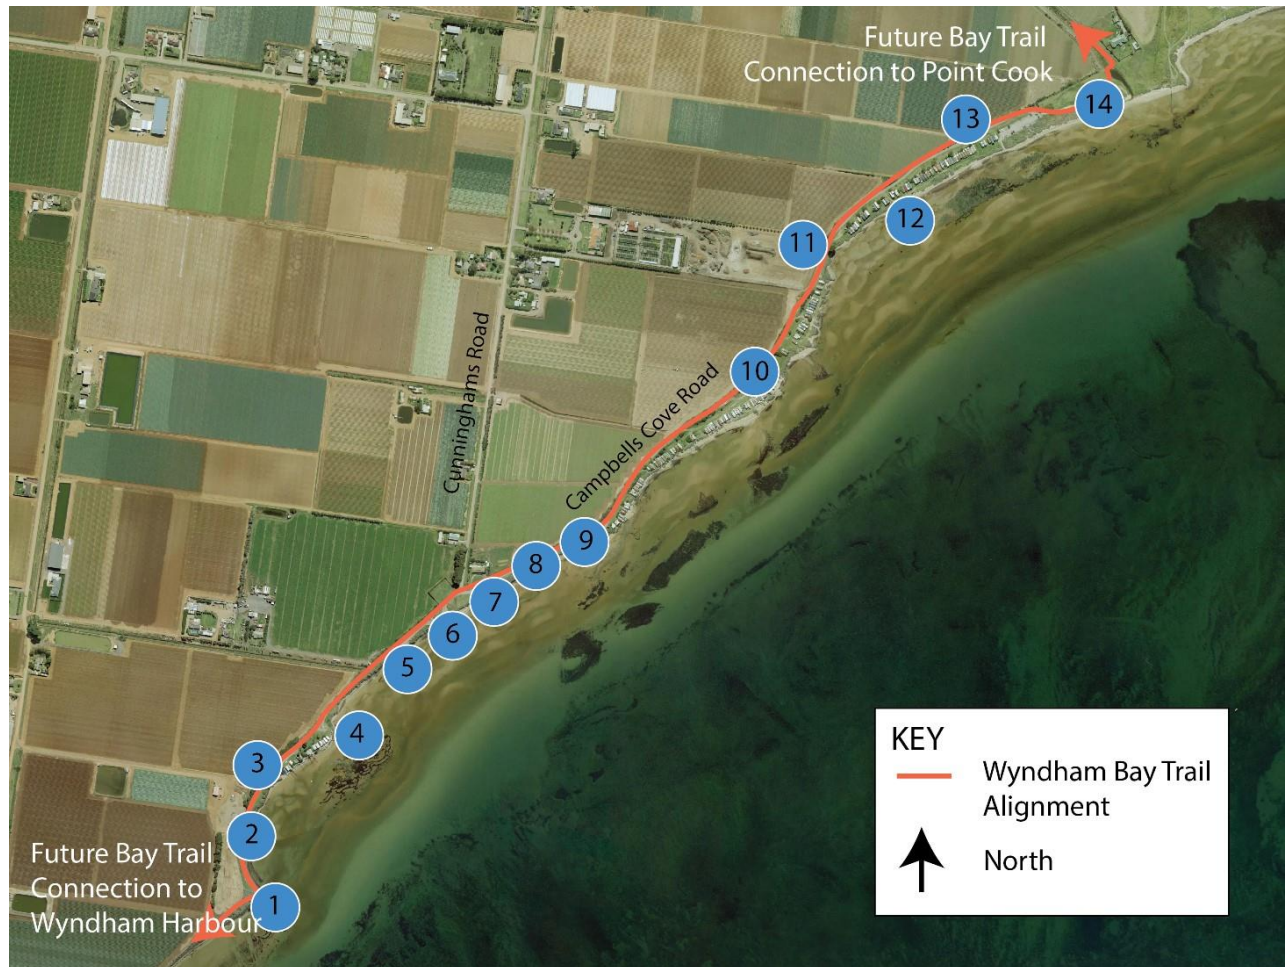 Future Bay Trail
Connection to Point Cook
14
13
12
11
10
Cunninghams Road
Campbells Cove Road
9
8
7
6
5
4
3
2
1
Future Bay Trail
Connection to
Wyndham Harbour
KEY
Wyndham Bay Trail
Alignment
North